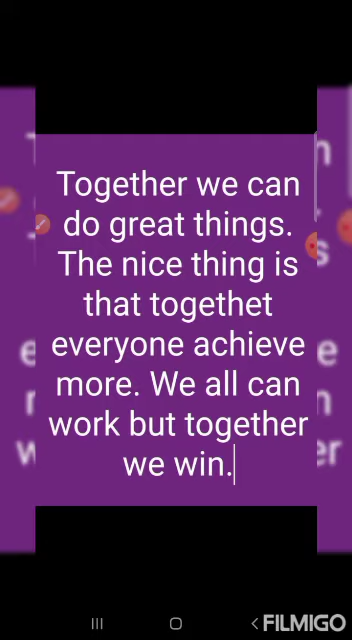 Together we can
do great things.
The nice thing is
that togethet
everyone achieve
more. We all can
work but together
we win.
FILMIGO